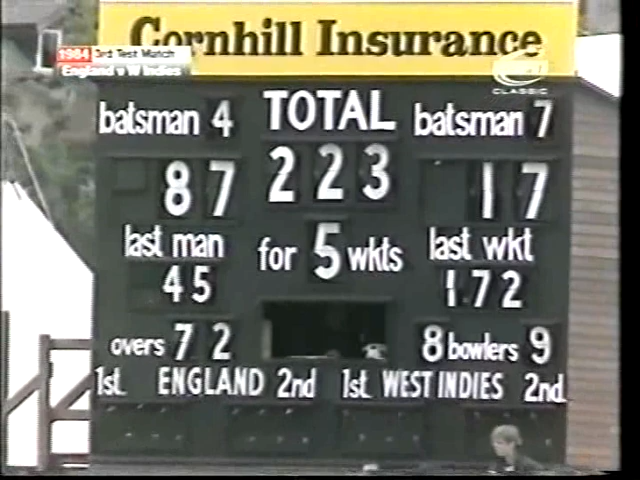 Cornhill Insurance
1984 3rd Test Match
England v W Indies
CLASSIC
batsman 4 TOTAL batsman 7
87 223 17
last man for 5 wkts last wkt
45 172
overs 72 8 bowlers 9
1st. ENGLAND 2nd 1st. WEST INDIES 2nd